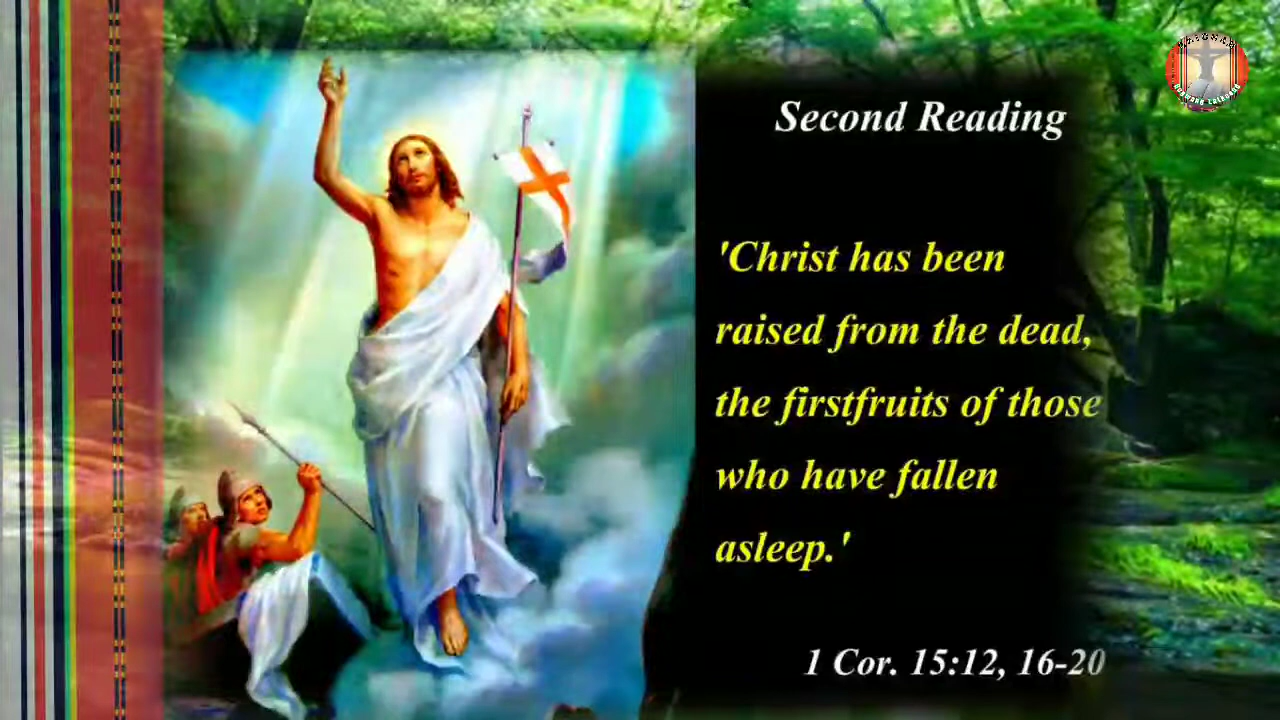 Second Reading
'Christ has been
raised from the dead,
the firstfruits of those
who have fallen
asleep.'
1 Cor. 15:12, 16-20